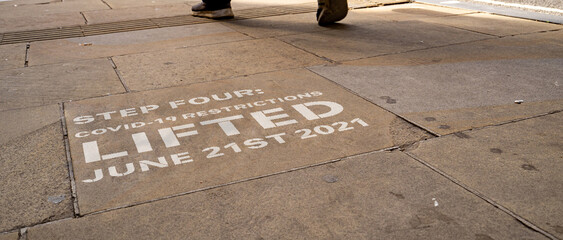 STEP FOUR:
COVID-19 RESTRICTIONS
LIFTED
JUNE 21ST 2021